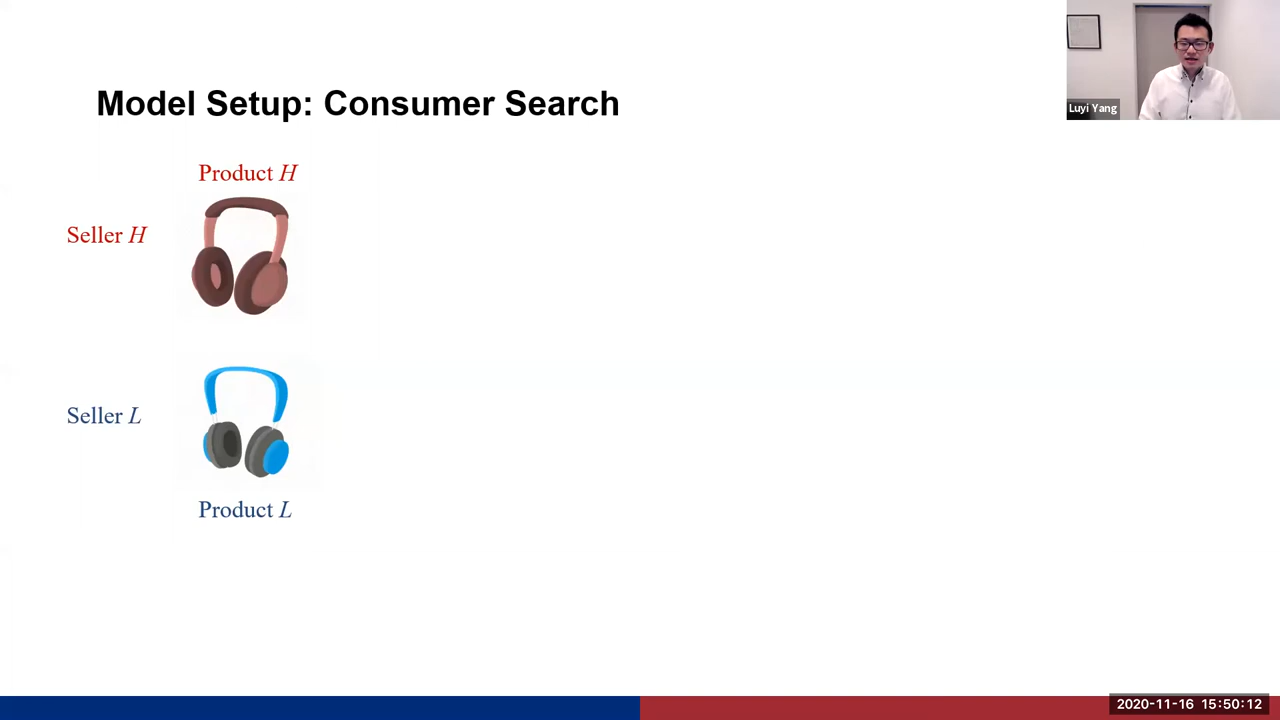 Luyi Yang
Model Setup: Consumer Search
Product H
Seller H
Seller L
Product L
2020-11-16 15:50:12